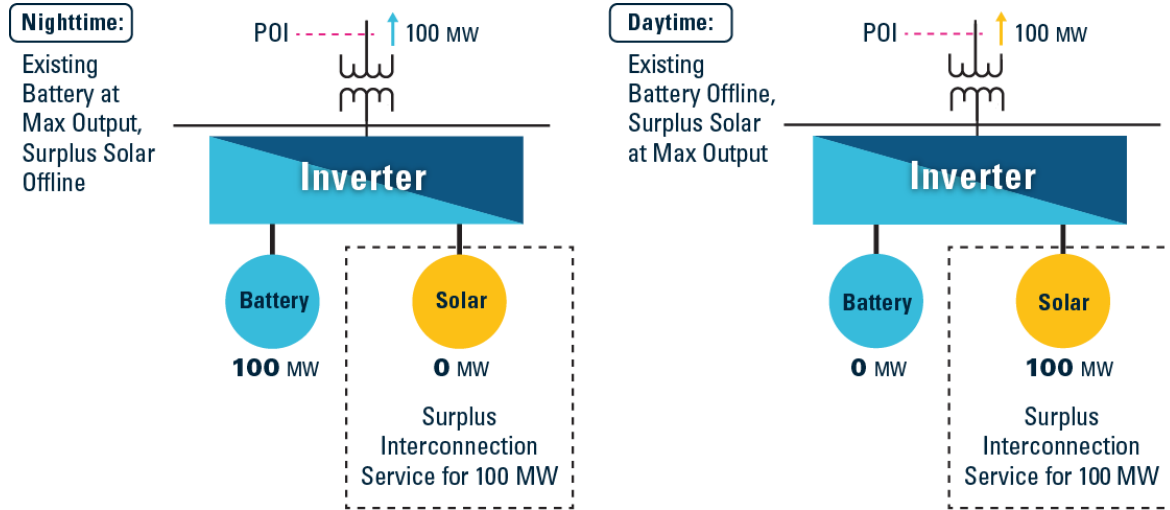 Nighttime:
Existing
Battery at
Max Output,
Surplus Solar
Offline
POI
100 MW
Inverter
Battery
100 MW
Solar
0 MW
Surplus
Interconnection
Service for 100 MW
Daytime:
Existing
Battery Offline,
Surplus Solar
at Max Output
POI
100 MW
Inverter
Battery
0 MW
Solar
100 MW
Surplus
Interconnection
Service for 100 MW